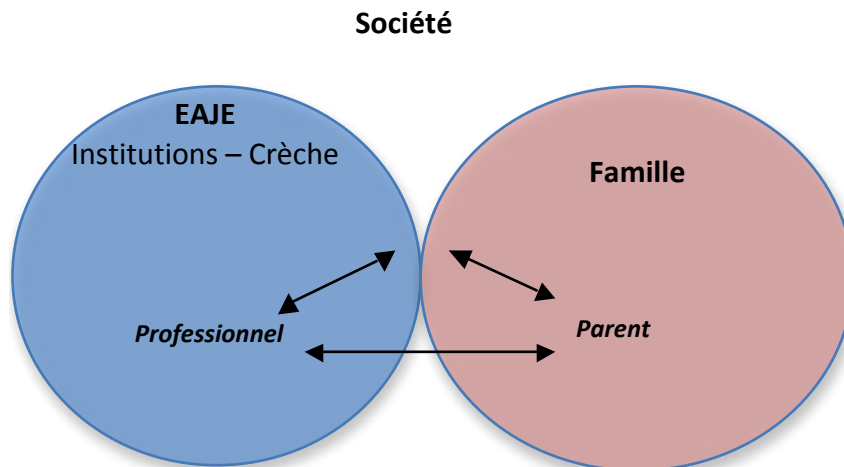 Société
EAJE
Institutions – Crèche
Famille
Professionnel
Parent